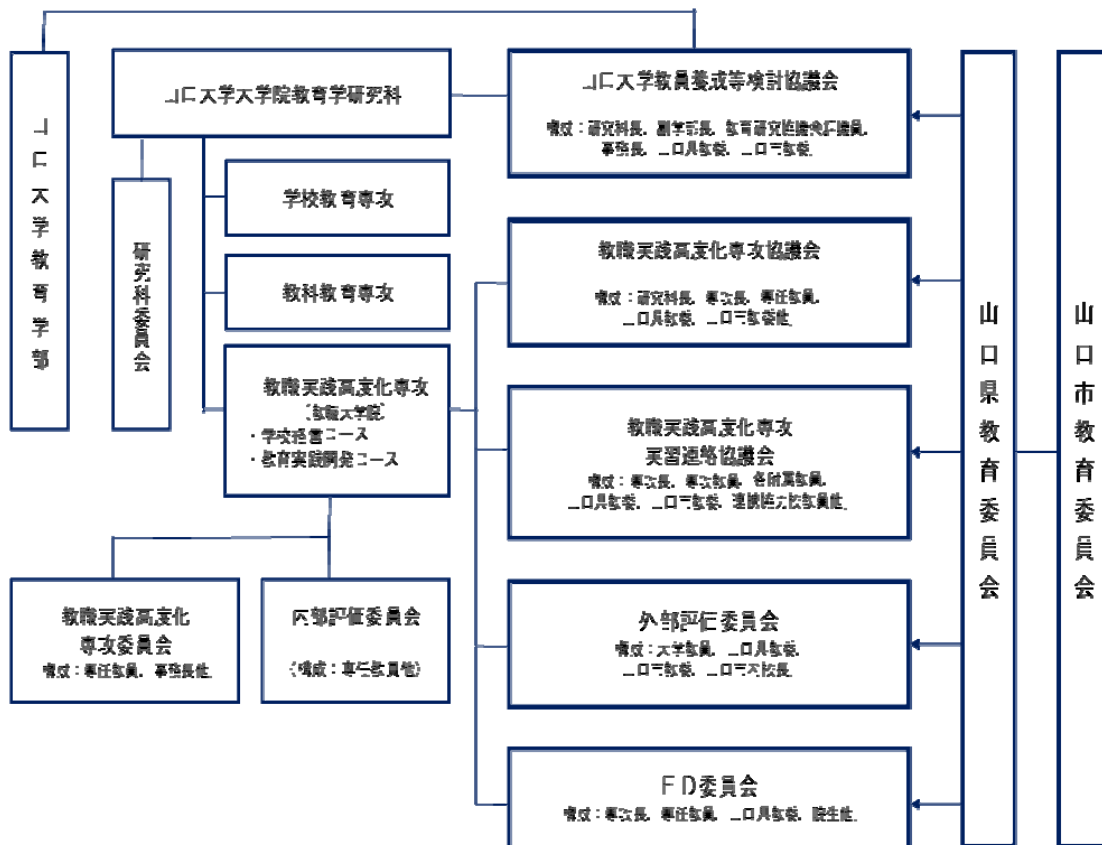 山口大学教育学部
山口大学大学院教育学研究科
研究科委員会
学校教育専攻
教科教育専攻
教職実践高度化専攻
(教職大学院)
・学校経営コース
・教育実践開発コース
教職実践高度化
専攻委員会
構成:専任教員、事務長他
内部評価委員会
(構成:専任教員他)
山口大学教員養成等検討協議会
構成:研究科長、副学部長、教育研究評議会評議員、
事務長、山口県教委、山口市教委
教職実践高度化専攻協議会
構成:研究科長、専攻長、専任教員、
山口県教委、山口市教委他
教職実践高度化専攻
実習連絡協議会
構成:専攻長、専攻教員、各附属教員、
山口県教委、山口市教委、連携協力校教員他
外部評価委員会
構成:大学教員、山口県教委、
山口市教委、山口市内校長
FD委員会
構成:専攻長、専任教員、山口県教委、院生他
山口県教育委員会
山口市教育委員会